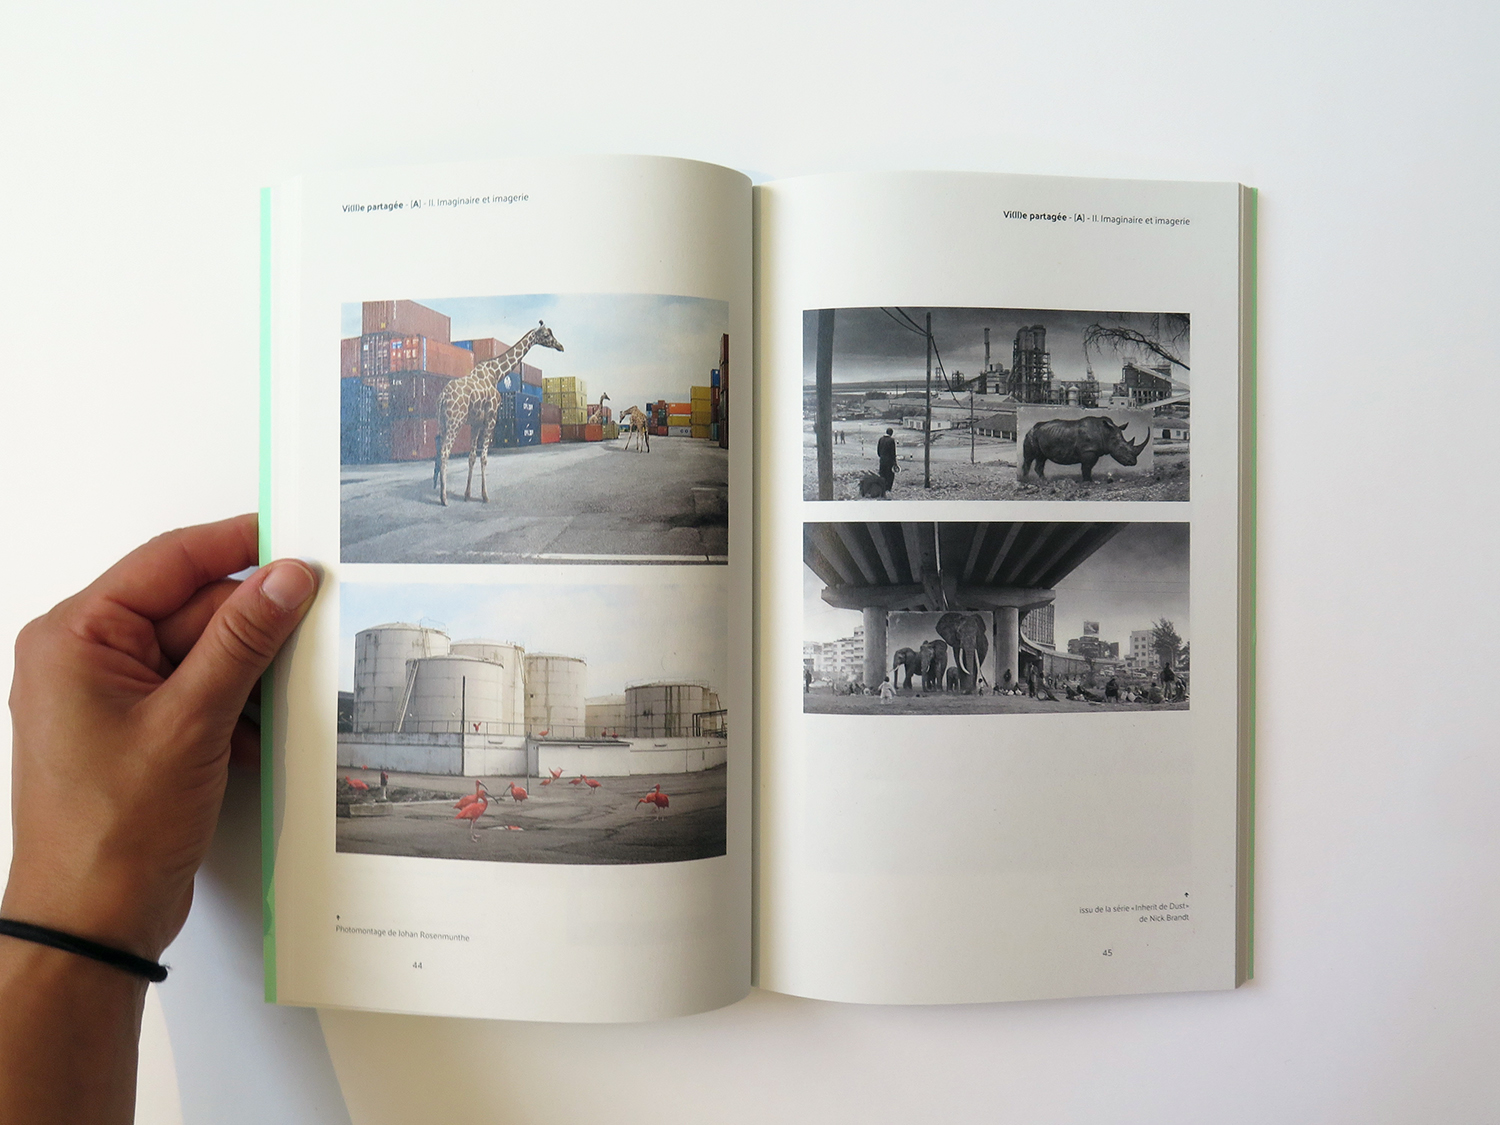 Vi(ll)e partagée - [A] - II. Imaginaire et imagerie
Photomontage de Johan Rosenmunthe
44
Vi(ll)e partagée - [A] - II. Imaginaire et imagerie
issu de la série «Inherit de Dust»
de Nick Brandt
45